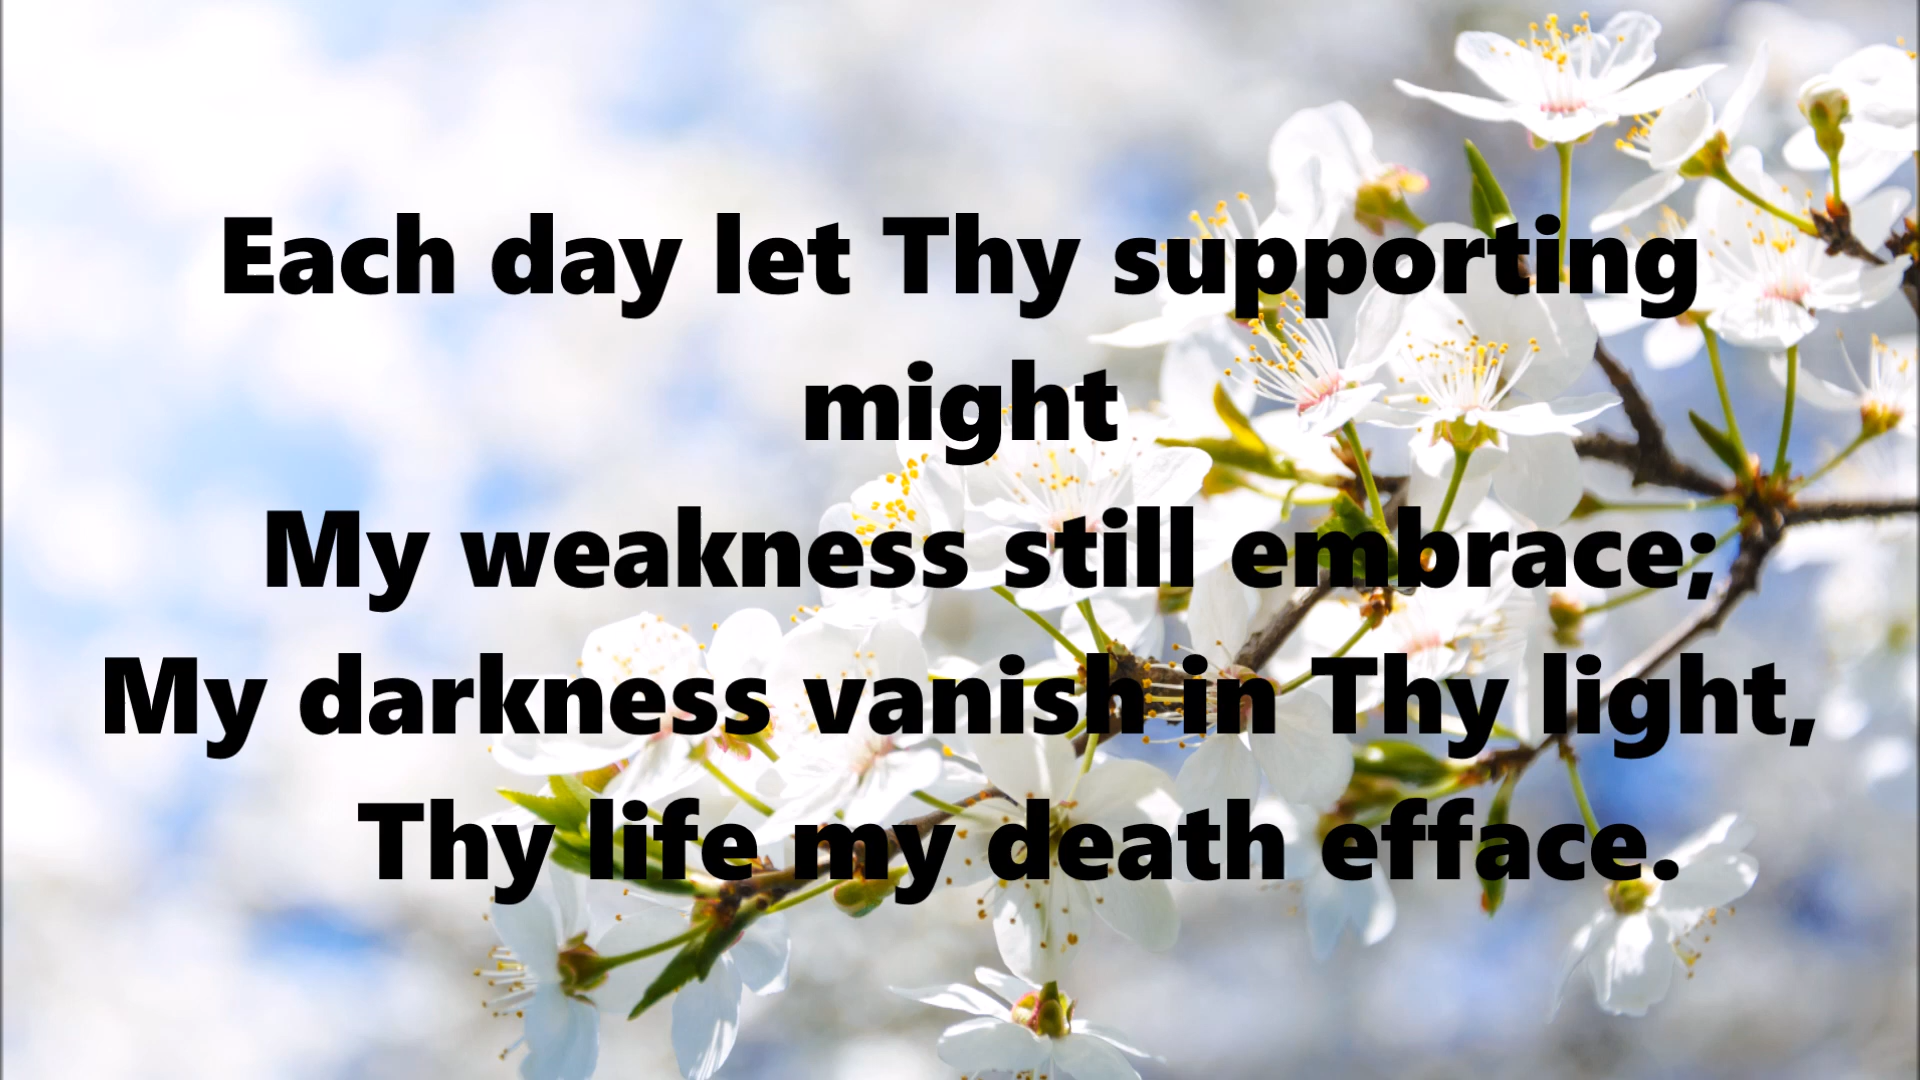 Each day let Thy supporting
might
My weakness still embrace;
My darkness vanish in Thy light,
Thy life my death efface.